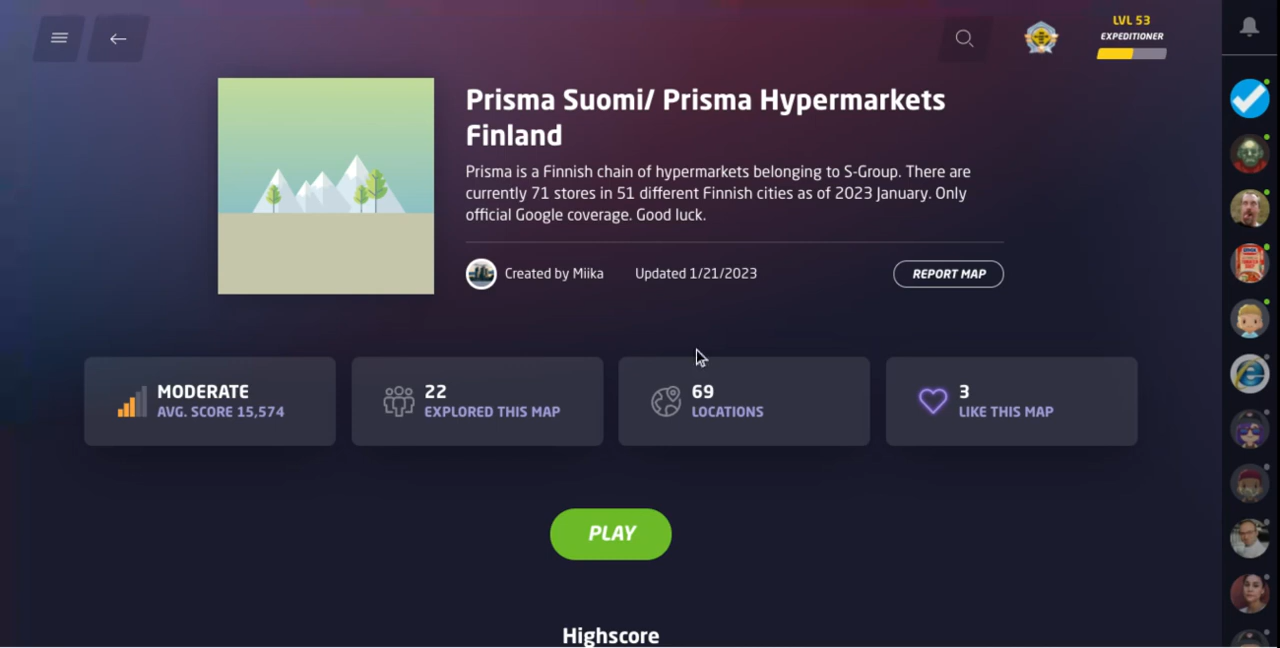 LVL 53
EXPEDITIONER
Prisma Suomi/ Prisma Hypermarkets
Finland
Prisma is a Finnish chain of hypermarkets belonging to S-Group. There are
currently 71 stores in 51 different Finnish cities as of 2023 January. Only
official Google coverage. Good luck.
Created by Miika
Updated 1/21/2023
REPORT MAP
MODERATE
AVG. SCORE 15,574
22
EXPLORED THIS MAP
69
LOCATIONS
3
LIKE THIS MAP
PLAY
Highscore